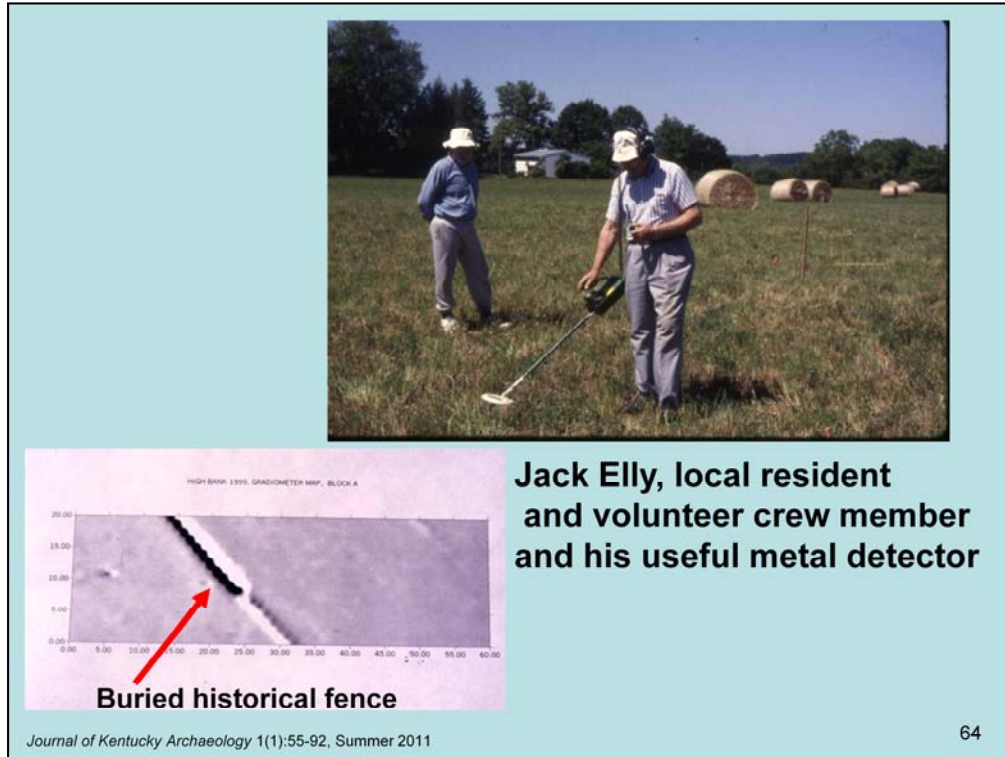 Jack Elly, local resident
and volunteer crew member
and his useful metal detector
HIGH BANK 1995, GRADIOMETER MAP, BLOCK A
20.00
15.00
10.00
5.00
0.00
0.00 5.00 10.00 15.00 20.00 25.00 30.00 35.00 40.00 45.00 50.00 55.00 60.00
Buried historical fence
Journal of Kentucky Archaeology 1(1):55-92, Summer 2011
64